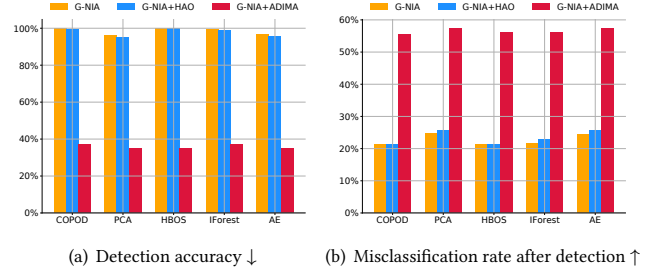 G-NIA G-NIA+HAO G-NIA+ADIMA
100%
80%
60%
40%
20%
0%
COPOD PCA HBOS IForest AE
(a) Detection accuracy ↓
G-NIA G-NIA+HAO G-NIA+ADIMA
60%
50%
40%
30%
20%
10%
0%
COPOD PCA HBOS IForest AE
(b) Misclassification rate after detection ↑